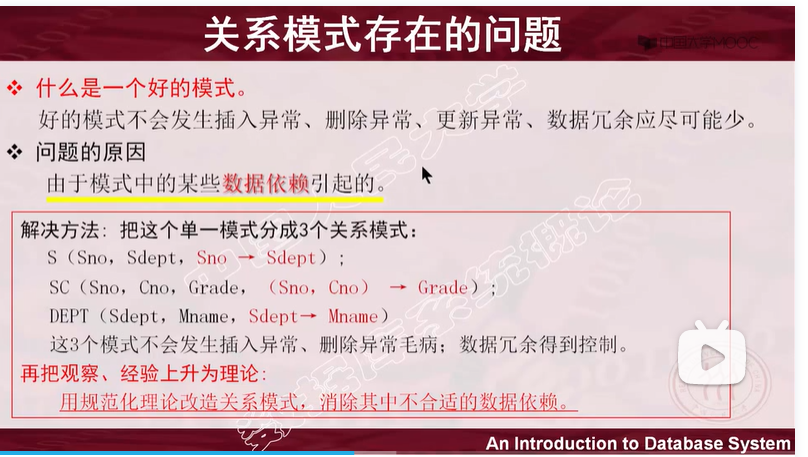 关系模式存在的问题
中国大学MOOC
❖ 什么是一个好的模式。
好的模式不会发生插入异常、删除异常、更新异常、数据冗余应尽可能少。
❖ 问题的原因
由于模式中的某些数据依赖引起的。
解决方法: 把这个单一模式分成3个关系模式:
S（Sno, Sdept, Sno → Sdept）;
SC（Sno, Cno, Grade, （Sno, Cno） → Grade）;
DEPT（Sdept, Mname, Sdept→ Mname）
这3个模式不会发生插入异常、删除异常毛病; 数据冗余得到控制。
再把观察、经验上升为理论:
用规范化理论改造关系模式, 消除其中不合适的数据依赖。
中国人民大学
数据库系统概论
An Introduction to Database System